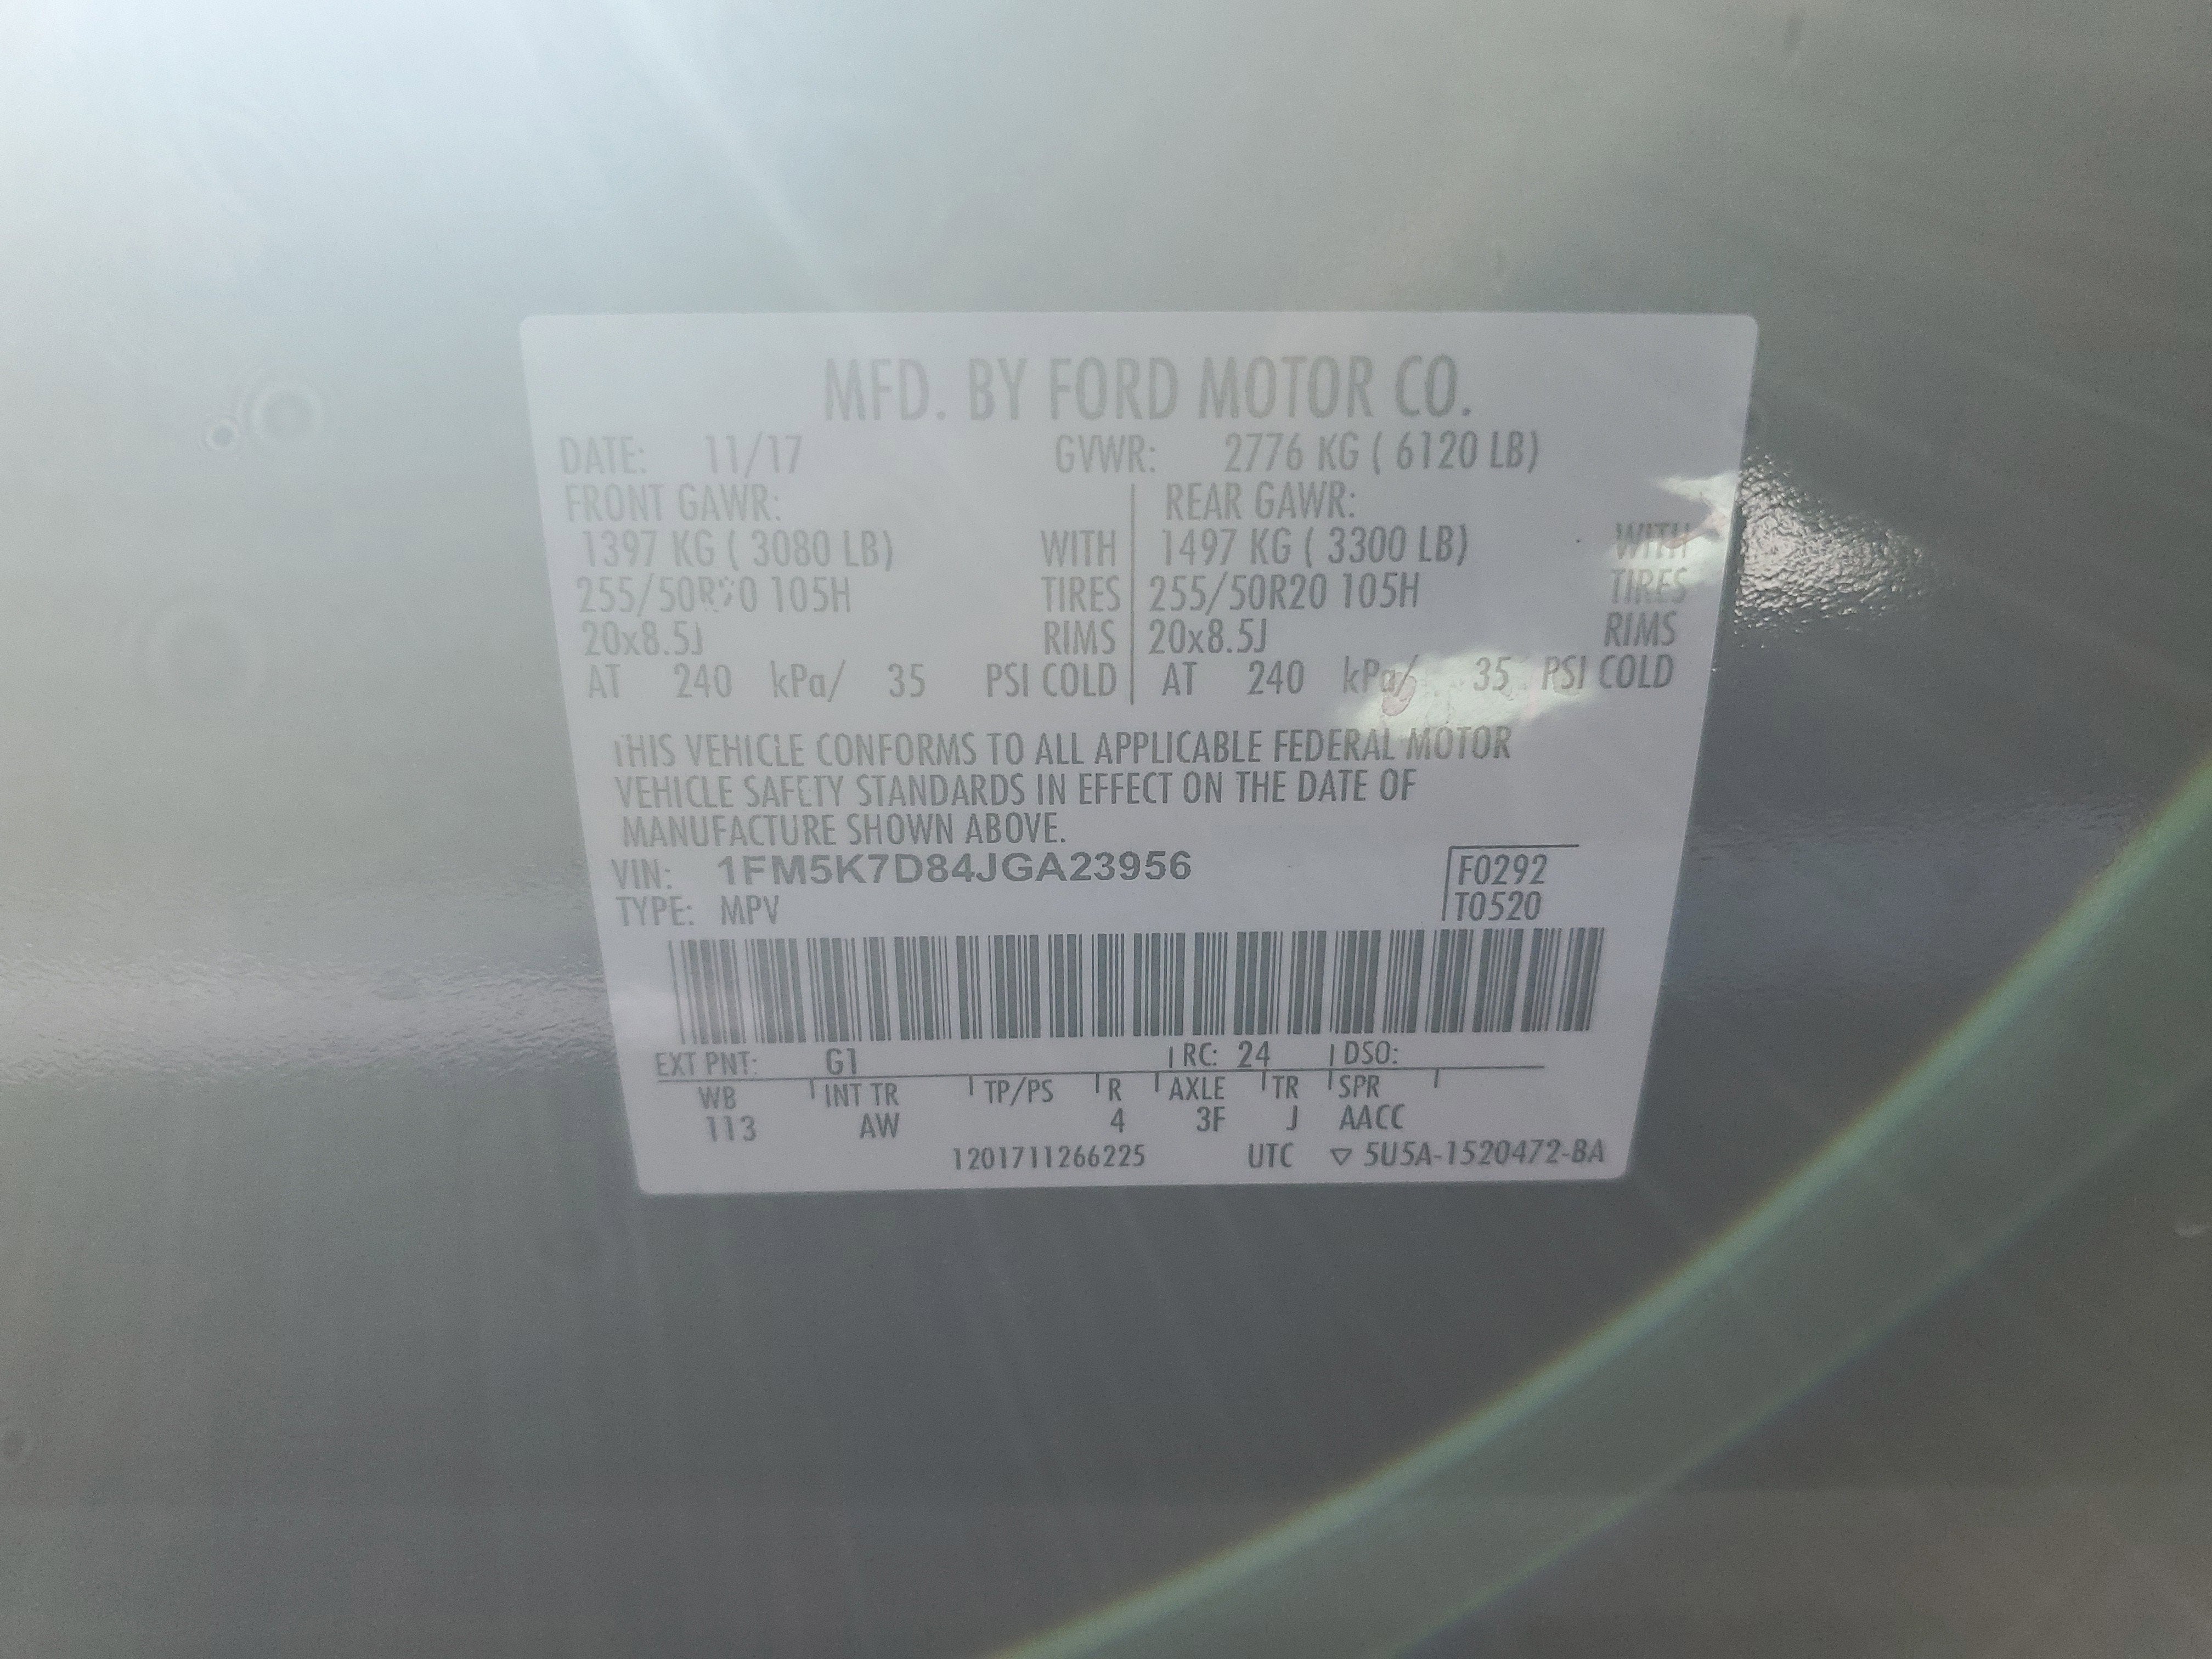 MFD. BY FORD MOTOR CO.
DATE: 11/17 GVWR: 2776 KG ( 6120 LB)
FRONT GAWR: REAR GAWR:
1397 KG ( 3080 LB) WITH 1497 KG ( 3300 LB) WITH
255/50R20 105H TIRES 255/50R20 105H TIRES
20x8.5J RIMS 20x8.5J RIMS
AT 240 kPa/ 35 PSI COLD AT 240 kPa/ 35 PSI COLD
THIS VEHICLE CONFORMS TO ALL APPLICABLE FEDERAL MOTOR
VEHICLE SAFETY STANDARDS IN EFFECT ON THE DATE OF
MANUFACTURE SHOWN ABOVE.
VIN: 1FM5K7D84JGA23956 F0292
TYPE: MPV T0520
EXT PNT: G1 RC: 24 DSO:
WB INT TR TP/PS R AXLE TR SPR
113 AW 4 3F J AACC
1201711266225 UTC ▽ 5U5A-1520472-BA